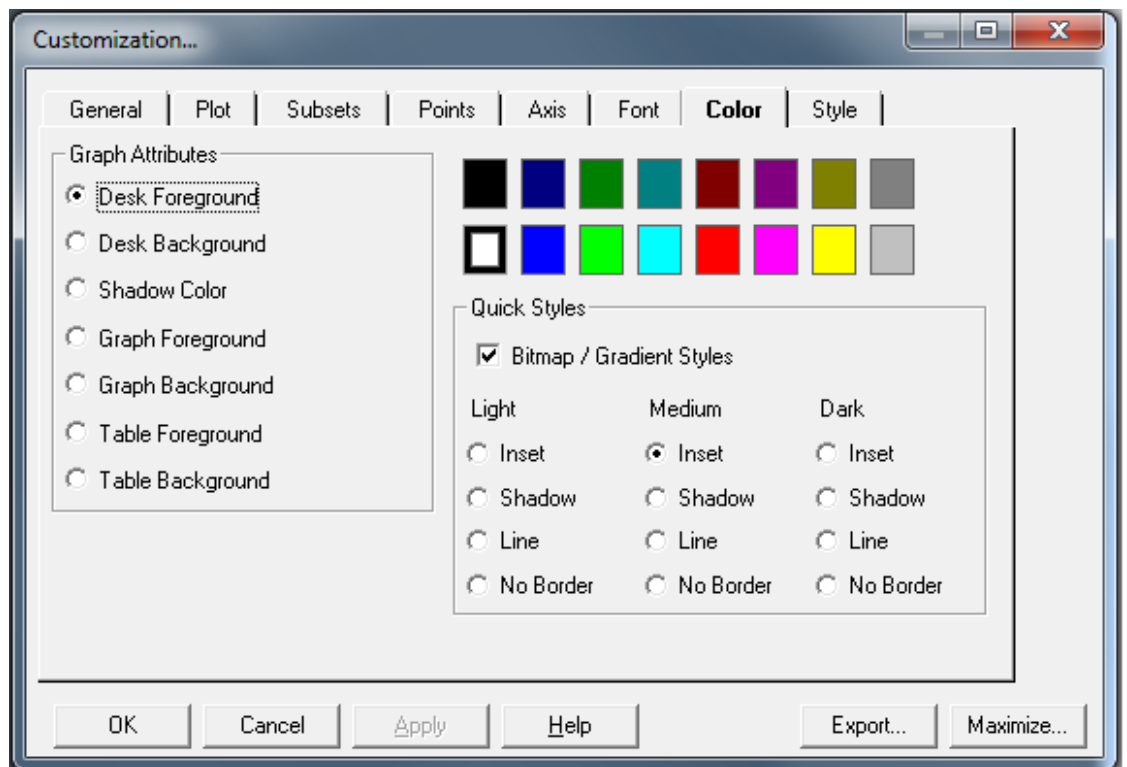 Customization...
General Plot Subsets Points Axis Font Color Style
Graph Attributes
Desk Foreground
Desk Background
Shadow Color
Graph Foreground
Graph Background
Table Foreground
Table Background
Quick Styles
Bitmap / Gradient Styles
Light Medium Dark
Inset Inset Inset
Shadow Shadow Shadow
Line Line Line
No Border No Border No Border
OK Cancel Apply Help Export... Maximize...